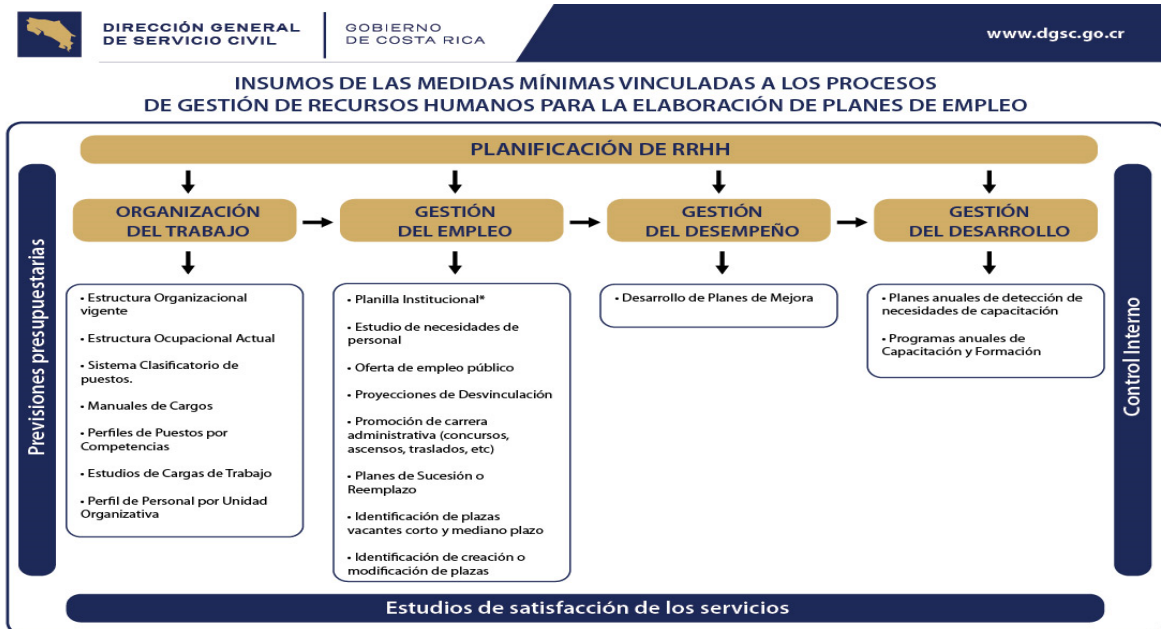 DIRECCIÓN GENERAL
DE SERVICIO CIVIL
GOBIERNO
DE COSTA RICA
www.dgsc.go.cr
INSUMOS DE LAS MEDIDAS MÍNIMAS VINCULADAS A LOS PROCESOS
DE GESTIÓN DE RECURSOS HUMANOS PARA LA ELABORACIÓN DE PLANES DE EMPLEO
Previsiones presupuestarias
PLANIFICACIÓN DE RRHH
ORGANIZACIÓN
DEL TRABAJO
• Estructura Organizacional
vigente
• Estructura Ocupacional Actual
• Sistema Clasificatorio de
puestos.
• Manuales de Cargos
• Perfiles de Puestos por
Competencias
• Estudios de Cargas de Trabajo
• Perfil de Personal por Unidad
Organizativa
GESTIÓN
DEL EMPLEO
• Planilla Institucional*
• Estudio de necesidades de
personal
• Oferta de empleo público
• Proyecciones de Desvinculación
• Promoción de carrera
administrativa (concursos,
ascensos, traslados, etc)
• Planes de Sucesión o
Reemplazo
• Identificación de plazas
vacantes corto y mediano plazo
• Identificación de creación o
modificación de plazas
GESTIÓN
DEL DESEMPEÑO
• Desarrollo de Planes de Mejora
GESTIÓN
DEL DESARROLLO
• Planes anuales de detección de
necesidades de capacitación
• Programas anuales de
Capacitación y Formación
Control Interno
Estudios de satisfacción de los servicios